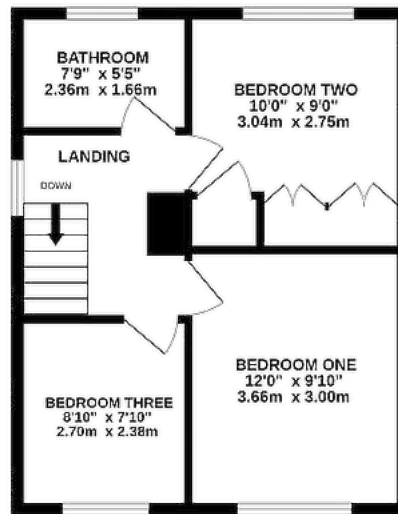 BATHROOM
7'9" x 5'5"
2.36m x 1.66m
BEDROOM TWO
10'0" x 9'0"
3.04m x 2.75m
LANDING
DOWN
BEDROOM ONE
12'0" x 9'10"
3.66m x 3.00m
BEDROOM THREE
8'10" x 7'10"
2.70m x 2.38m